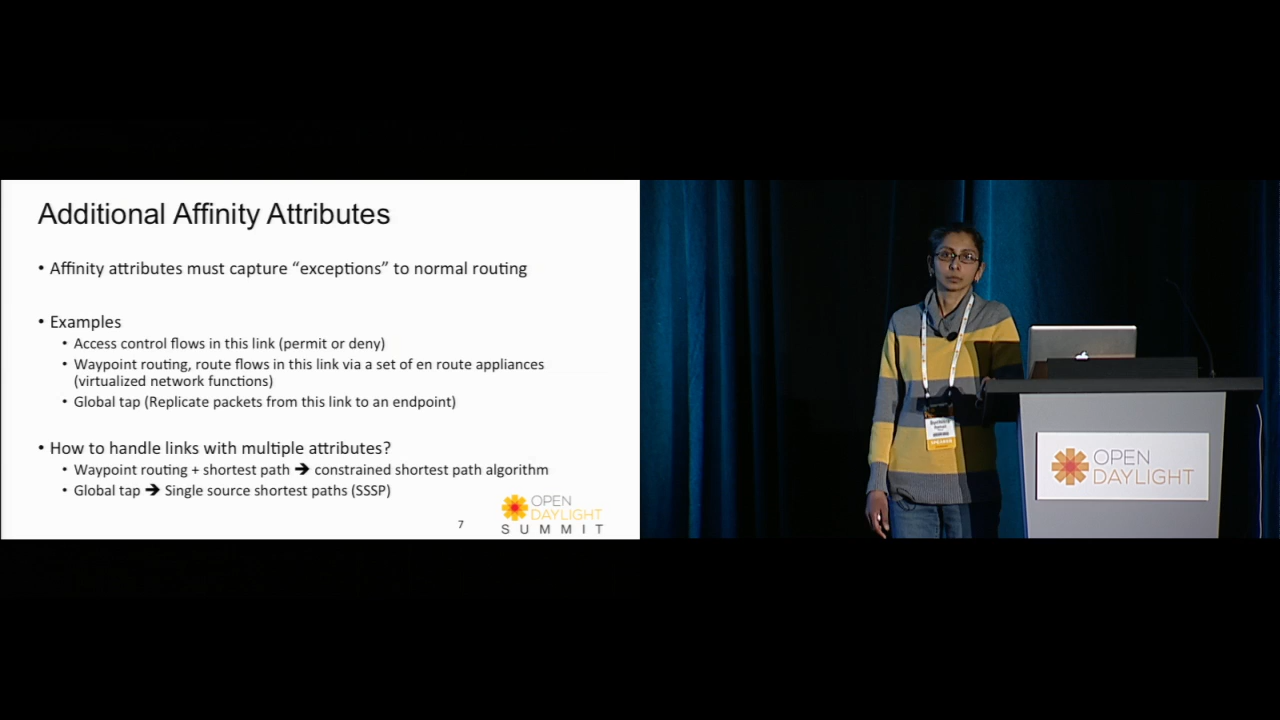 Additional Affinity Attributes
• Affinity attributes must capture “exceptions” to normal routing
• Examples
• Access control flows in this link (permit or deny)
• Waypoint routing, route flows in this link via a set of en route appliances
(virtualized network functions)
• Global tap (Replicate packets from this link to an endpoint)
• How to handle links with multiple attributes?
• Waypoint routing + shortest path ➔ constrained shortest path algorithm
• Global tap ➔ Single source shortest paths (SSSP)
7
OPEN
DAYLIGHT
SUMMIT
OPEN
DAYLIGHT